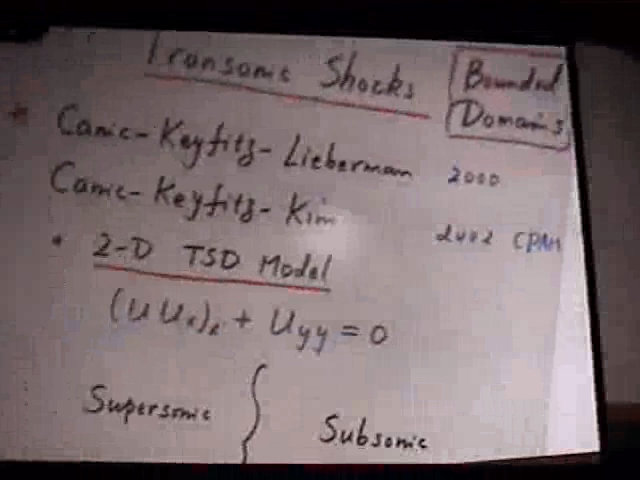 Transonic Shocks
Bounded
Domains
* Canic-Keyfitz-Lieberman 2000
Canic-Keyfitz-Kim 2002 CPAM
• 2-D TSD Model
(U Uₓ)ₓ + Uyy = 0
Supersonic { Subsonic